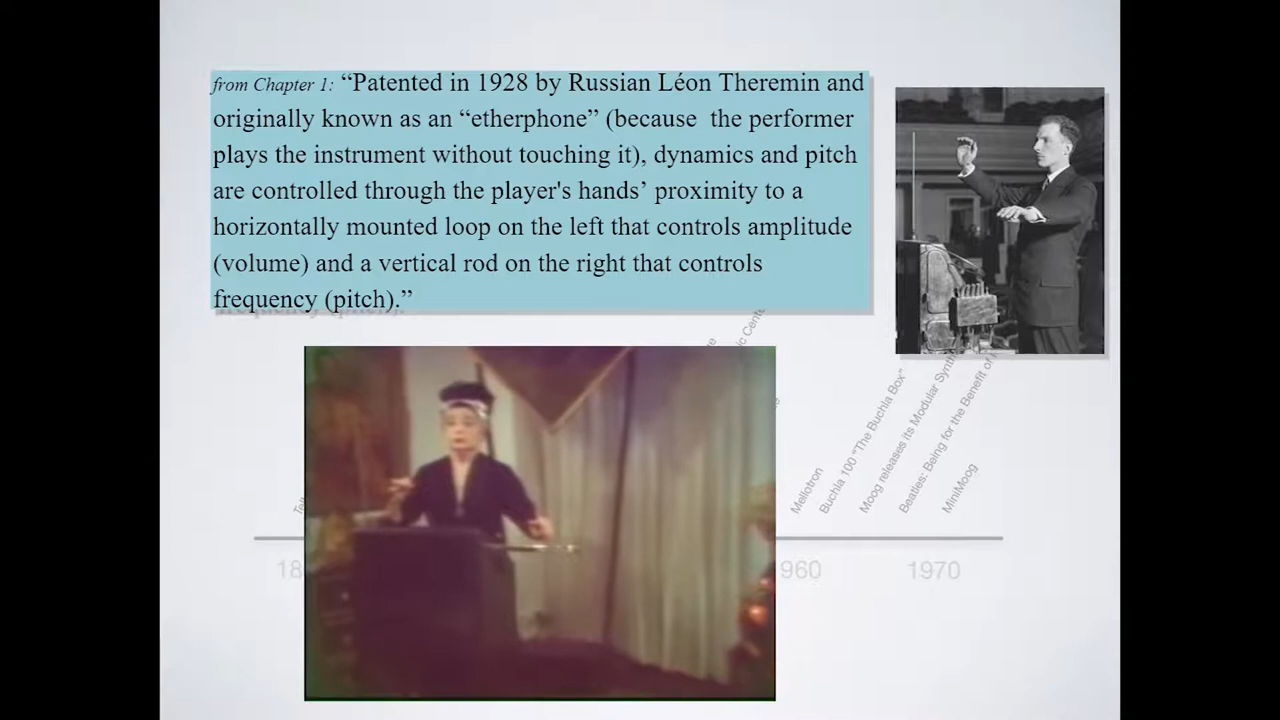 from Chapter 1: “Patented in 1928 by Russian Léon Theremin and
originally known as an “etherphone” (because the performer
plays the instrument without touching it), dynamics and pitch
are controlled through the player's hands’ proximity to a
horizontally mounted loop on the left that controls amplitude
(volume) and a vertical rod on the right that controls
frequency (pitch).”
Mellotron
Buchla 100 "The Buchla Box"
Moog releases its Modular
Beatles: Being for the Benefit of
MiniMoog
1970